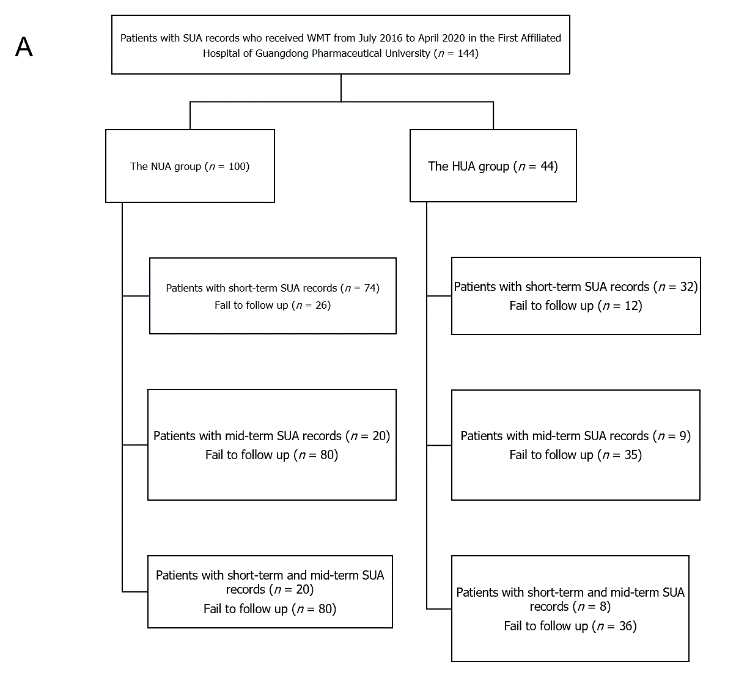 A
Patients with SUA records who received WMT from July 2016 to April 2020 in the First Affiliated
Hospital of Guangdong Pharmaceutical University (n = 144)
The NUA group (n = 100)
The HUA group (n = 44)
Patients with short-term SUA records (n = 74)
Fail to follow up (n = 26)
Patients with short-term SUA records (n = 32)
Fail to follow up (n = 12)
Patients with mid-term SUA records (n = 20)
Fail to follow up (n = 80)
Patients with mid-term SUA records (n = 9)
Fail to follow up (n = 35)
Patients with short-term and mid-term SUA
records (n = 20)
Fail to follow up (n = 80)
Patients with short-term and mid-term SUA
records (n = 8)
Fail to follow up (n = 36)